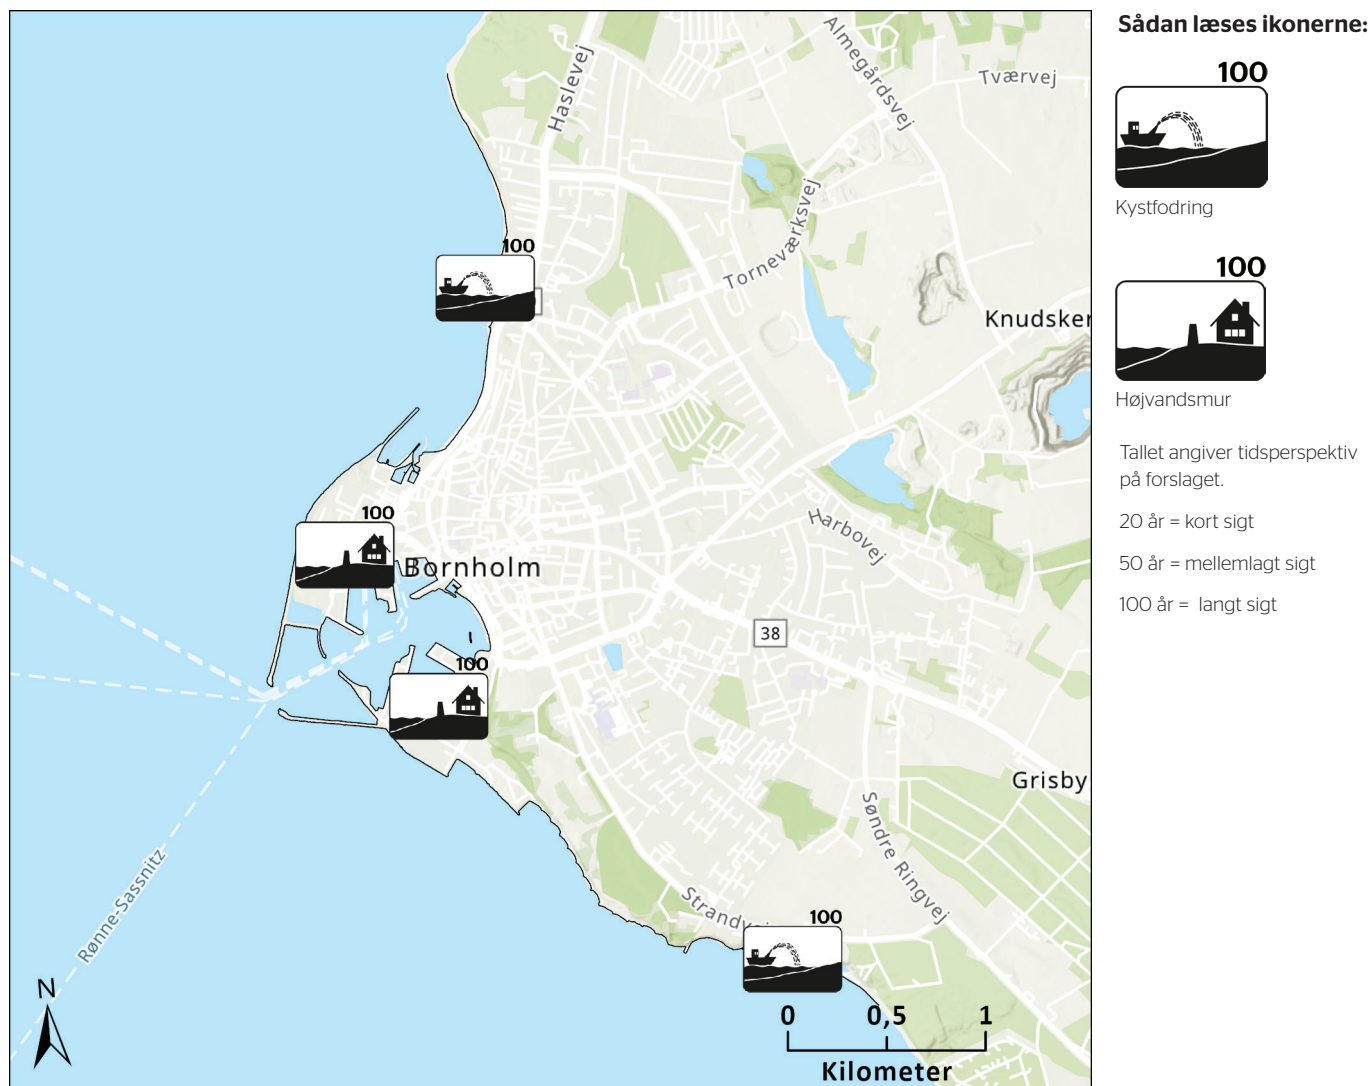 Haslevej
Almegårdsvej
Tværvej
Torneværksvej
100
Knudsker
100
Bornholm
Harbovej
38
100
Grisby
Søndre Ringvej
Rønne-Sassnitz
Strandvej
100
N
0 0,5 1
Kilometer
Sådan læses ikonerne:
100
Kystfodring
100
Højvandsmur
Tallet angiver tidsperspektiv
på forslaget.
20 år = kort sigt
50 år = mellemlagt sigt
100 år = langt sigt